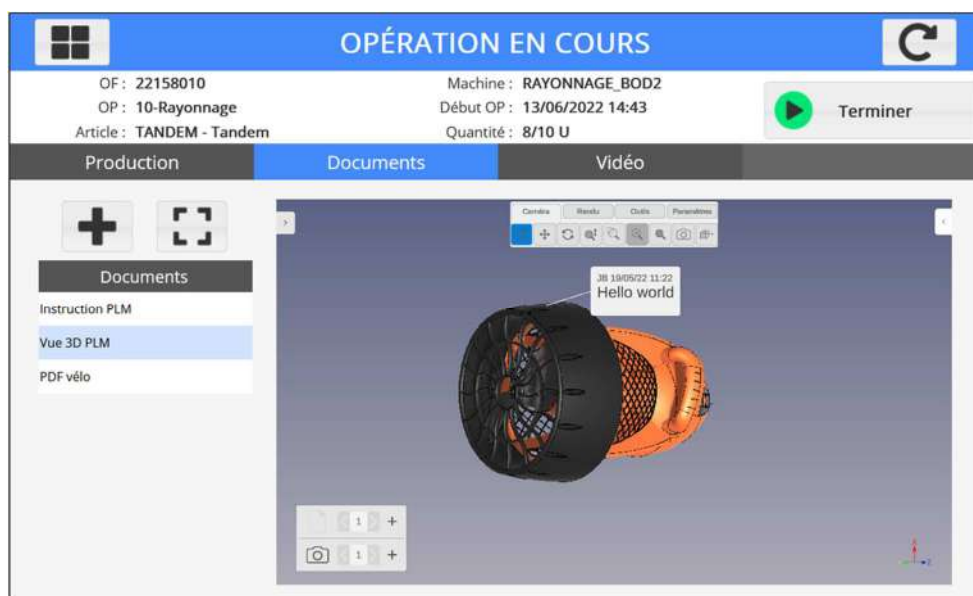 OPÉRATION EN COURS
OF : 22158010
OP : 10-Rayonnage
Article : TANDEM - Tandem
Machine : RAYONNAGE_BOD2
Début OP : 13/06/2022 14:43
Quantité : 8/10 U
Terminer
Production
Documents
Vidéo
Documents
Instruction PLM
Vue 3D PLM
PDF vélo
Caméra Rendu Outils Paramètres
JB 19/05/22 11:22
Hello world
1
1